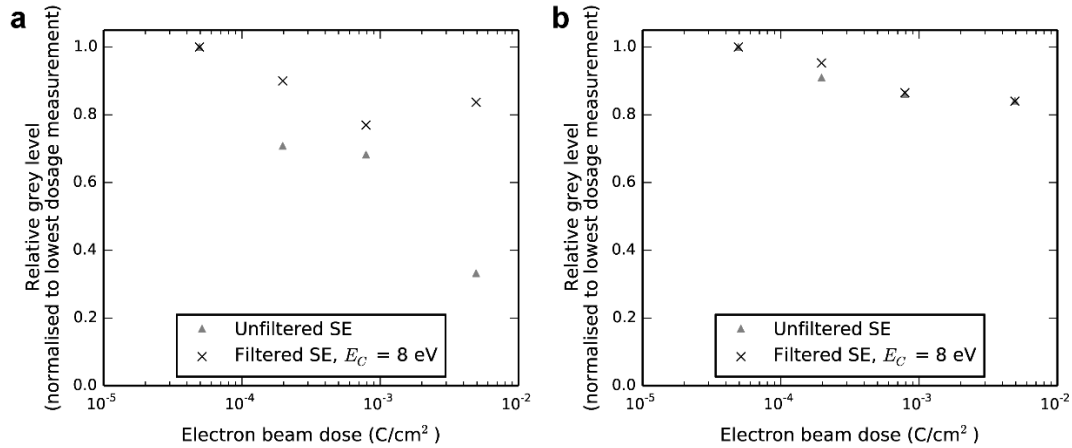 a
Relative grey level
(normalised to lowest dosage measurement)
1.0
0.8
0.6
0.4
0.2
0.0
Unfiltered SE
Filtered SE, E_C = 8 eV
10⁻⁵
10⁻⁴
10⁻³
10⁻²
Electron beam dose (C/cm² )
b
Relative grey level
(normalised to lowest dosage measurement)
1.0
0.8
0.6
0.4
0.2
0.0
Unfiltered SE
Filtered SE, E_C = 8 eV
10⁻⁵
10⁻⁴
10⁻³
10⁻²
Electron beam dose (C/cm² )